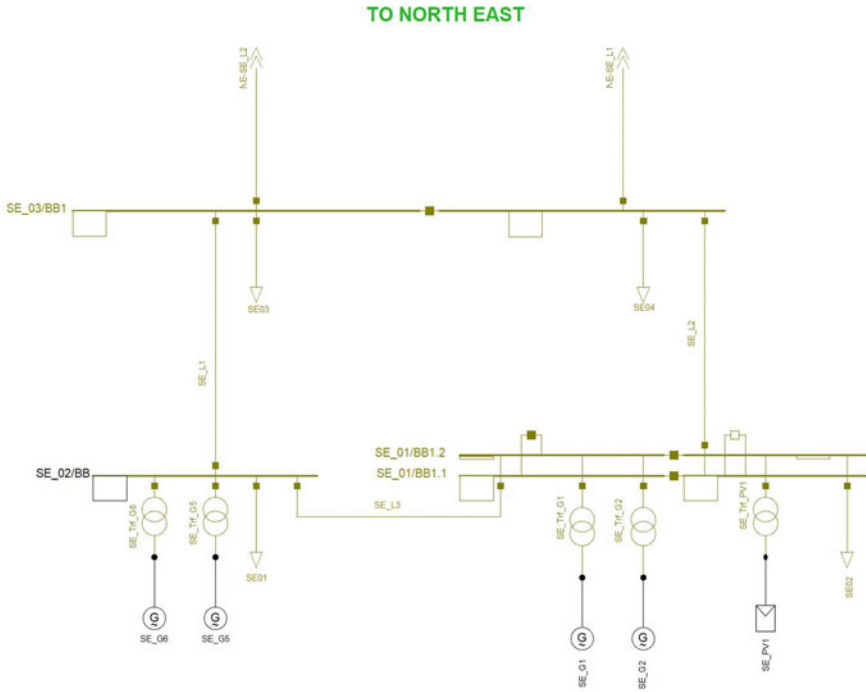 TO NORTH EAST
NE-SE_L2
NE-SE_L1
SE_03/BB1
SE03
SE04
SE_L1
SE_L2
SE_01/BB1.2
SE_02/BB
SE_01/BB1.1
SE_Trf_G6
SE_Trf_G5
SE_L3
SE_Trf_G1
SE_Trf_G2
SE_Trf_PV1
SE01
SE02
G
G
SE_G6
SE_G5
G
G
SE_G1
SE_G2
SE_PV1